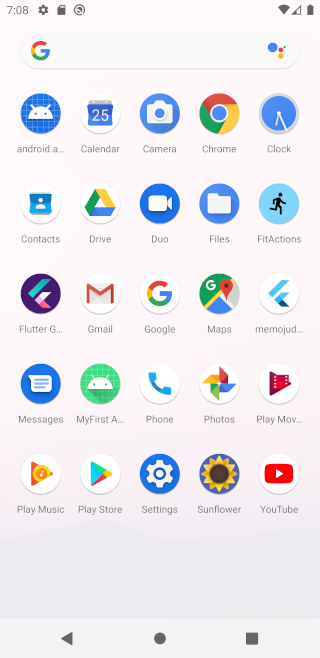 7:08
android.a...
Calendar
Camera
Chrome
Clock
25
Contacts
Drive
Duo
Files
FitActions
Flutter G...
Gmail
Google
Maps
memojud...
Messages
MyFirst A...
Phone
Photos
Play Mov...
Play Music
Play Store
Settings
Sunflower
YouTube